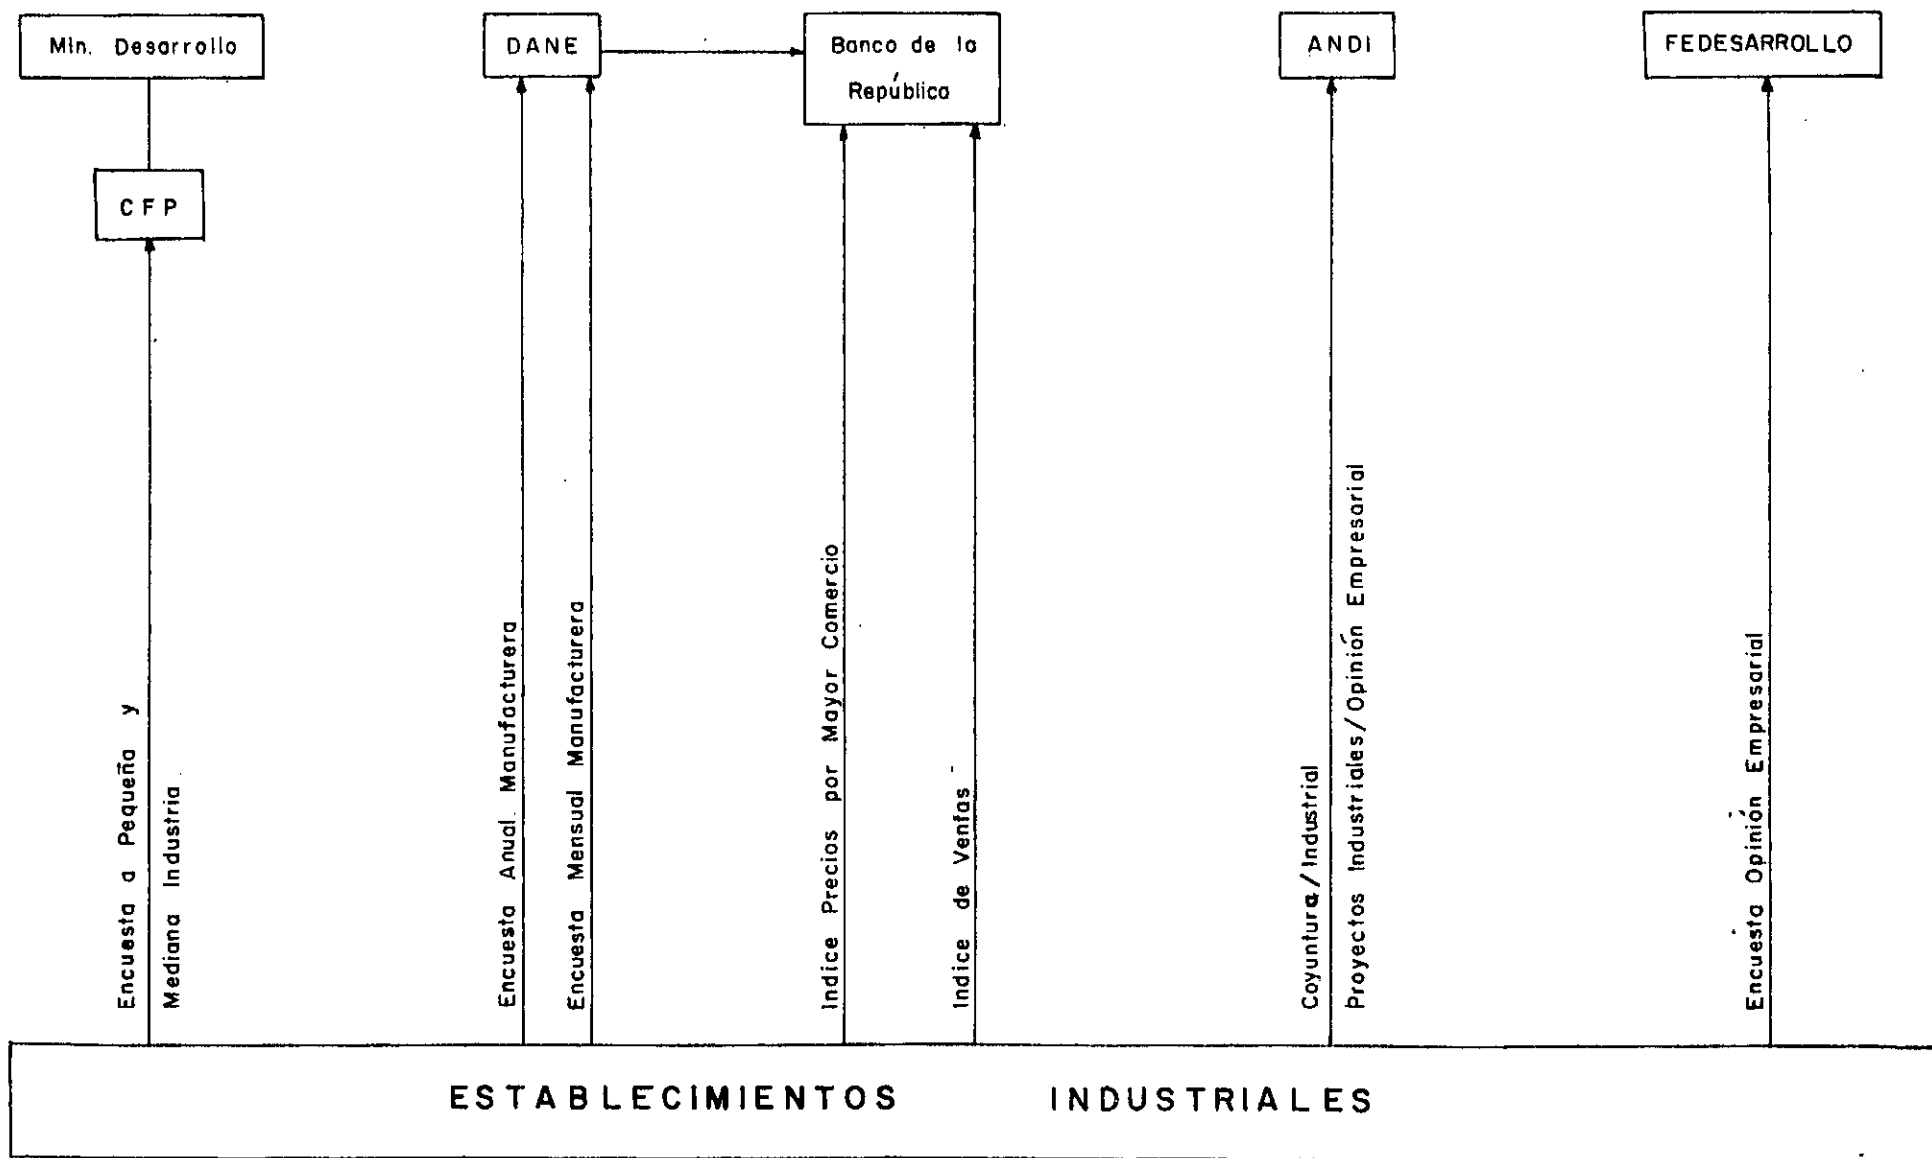 Min. Desarrollo
DANE
Banco de la
República
ANDI
FEDESARROLLO
CFP
Encuesta a Pequeña y
Mediana Industria
Encuesta Anual. Manufacturera
Encuesta Mensual Manufacturera
Indice Precios por Mayor Comercio
Indice de Ventas
Coyuntura/Industrial
Proyectos Industriales/Opinión Empresarial
Encuesta Opinión Empresarial
ESTABLECIMIENTOS INDUSTRIALES